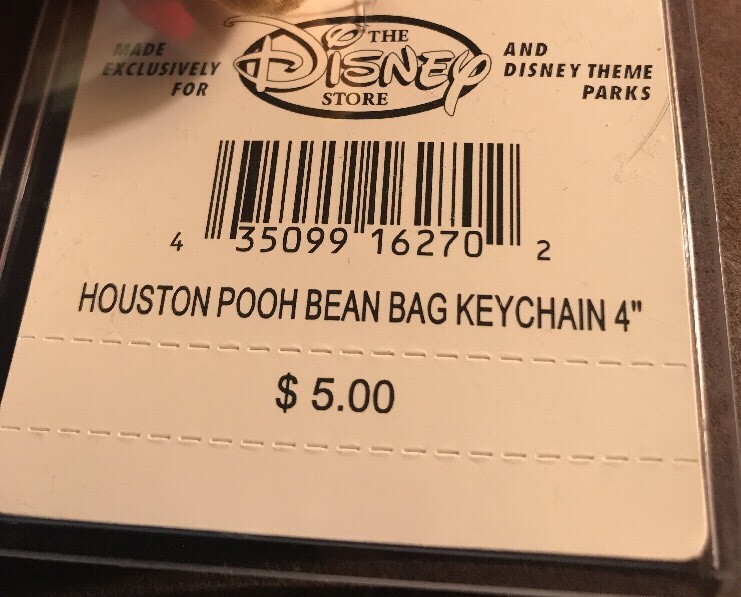 MADE EXCLUSIVELY FOR
THE DISNEY STORE
AND DISNEY THEME PARKS
4 35099 16270 2
HOUSTON POOH BEAN BAG KEYCHAIN 4"
$ 5.00